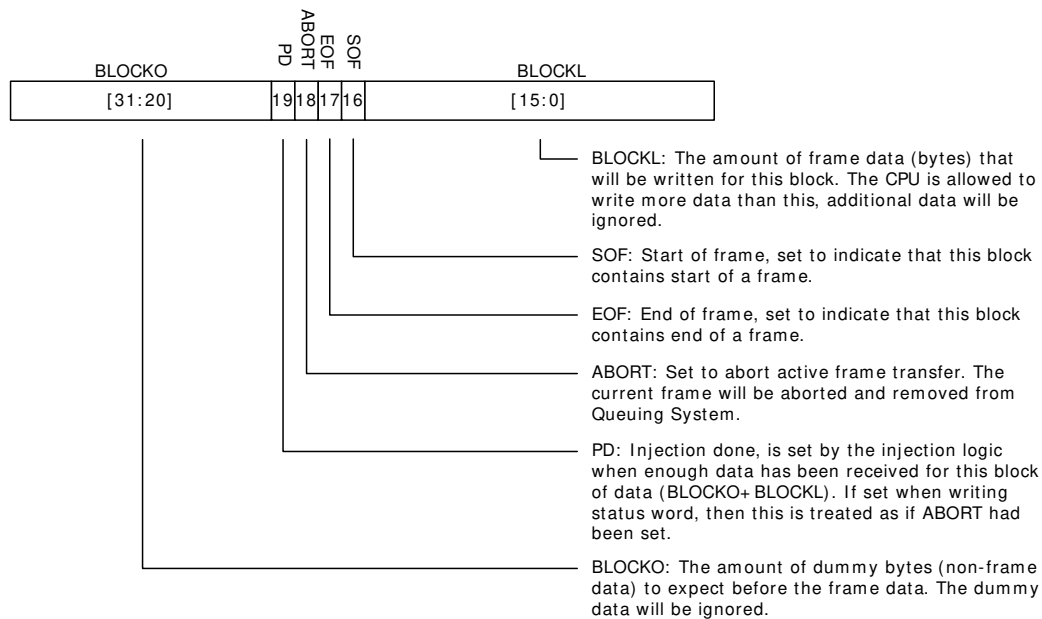 PD
ABORT
EOF
SOF
BLOCKO
BLOCKL
[31:20]
19
18
17
16
[15:0]
BLOCKL: The amount of frame data (bytes) that
will be written for this block. The CPU is allowed to
write more data than this, additional data will be
ignored.
SOF: Start of frame, set to indicate that this block
contains start of a frame.
EOF: End of frame, set to indicate that this block
contains end of a frame.
ABORT: Set to abort active frame transfer. The
current frame will be aborted and removed from
Queuing System.
PD: Injection done, is set by the injection logic
when enough data has been received for this block
of data (BLOCKO+BLOCKL). If set when writing
status word, then this is treated as if ABORT had
been set.
BLOCKO: The amount of dummy bytes (non-frame
data) to expect before the frame data. The dummy
data will be ignored.